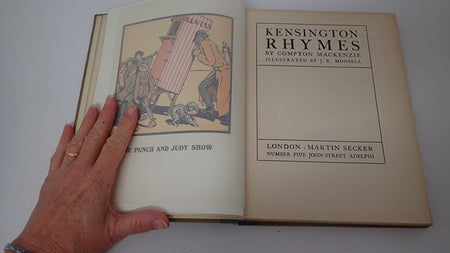 PUNCH AND JUDY SHOW
KENSINGTON
RHYMES
BY COMPTON MACKENZIE
ILLUSTRATED BY J. R. MONSELL
LONDON : MARTIN SECKER
NUMBER FIVE JOHN STREET ADELPHI